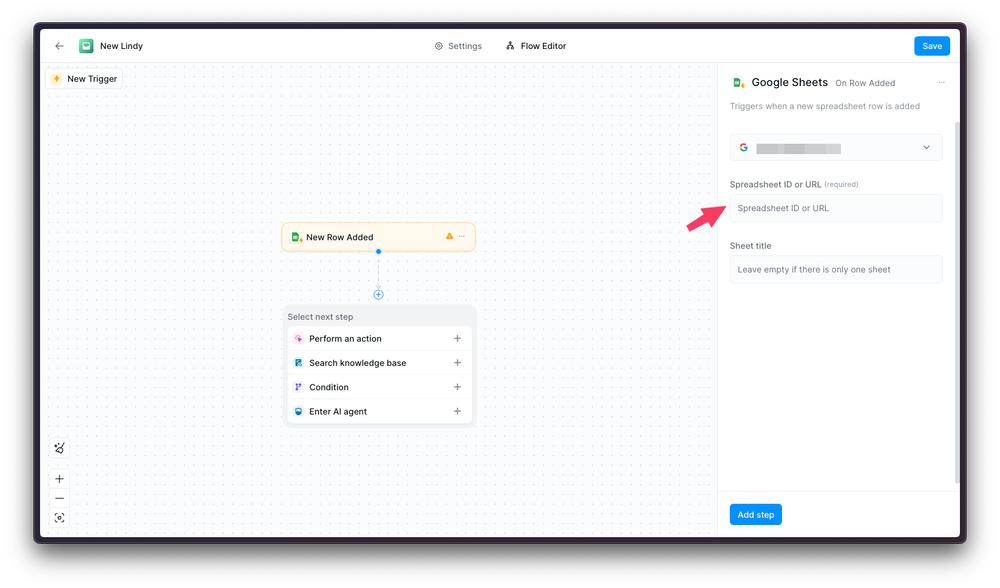 New Lindy
Settings
Flow Editor
Save
New Trigger
Google Sheets On Row Added
Triggers when a new spreadsheet row is added
Spreadsheet ID or URL (required)
Spreadsheet ID or URL
Sheet title
Leave empty if there is only one sheet
New Row Added
Select next step
Perform an action
Search knowledge base
Condition
Enter AI agent
Add step